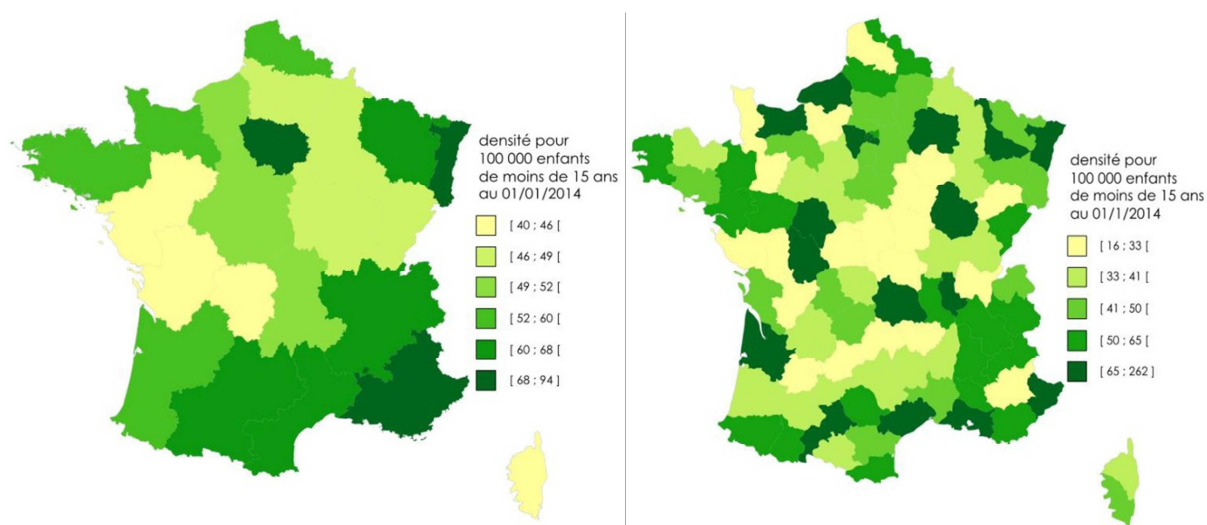 densité pour
100 000 enfants
de moins de 15 ans
au 01/01/2014
[ 40 ; 46 [
[ 46 ; 49 [
[ 49 ; 52 [
[ 52 ; 60 [
[ 60 ; 68 [
[ 68 ; 94 [
densité pour
100 000 enfants
de moins de 15 ans
au 01/1/2014
[ 16 ; 33 [
[ 33 ; 41 [
[ 41 ; 50 [
[ 50 ; 65 [
[ 65 ; 262 ]